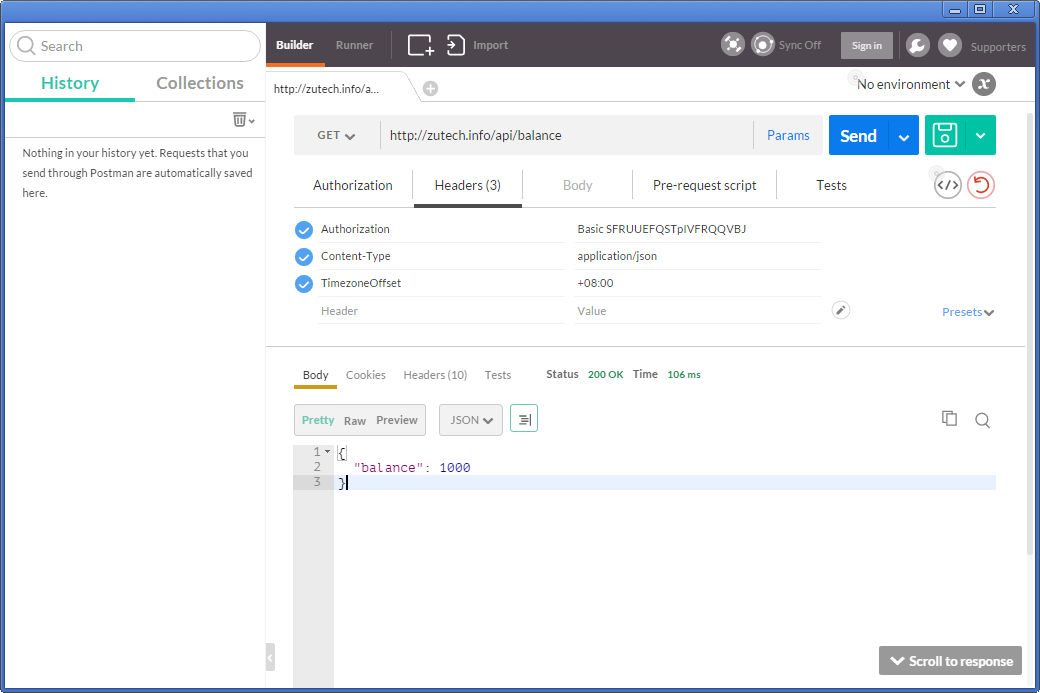 Search
History Collections
Nothing in your history yet. Requests that you
send through Postman are automatically saved
here.
Builder Runner Import Sync Off Sign in Supporters
http://zutech.info/a... No environment x
GET http://zutech.info/api/balance Params Send
Authorization Headers (3) Body Pre-request script Tests </>
Authorization Basic SFRUUEFQSTpIVFRQQVBJ
Content-Type application/json
TimezoneOffset +08:00
Header Value Presets
Body Cookies Headers (10) Tests Status 200 OK Time 106 ms
Pretty Raw Preview JSON
1 {
2 "balance": 1000
3 }
Scroll to response